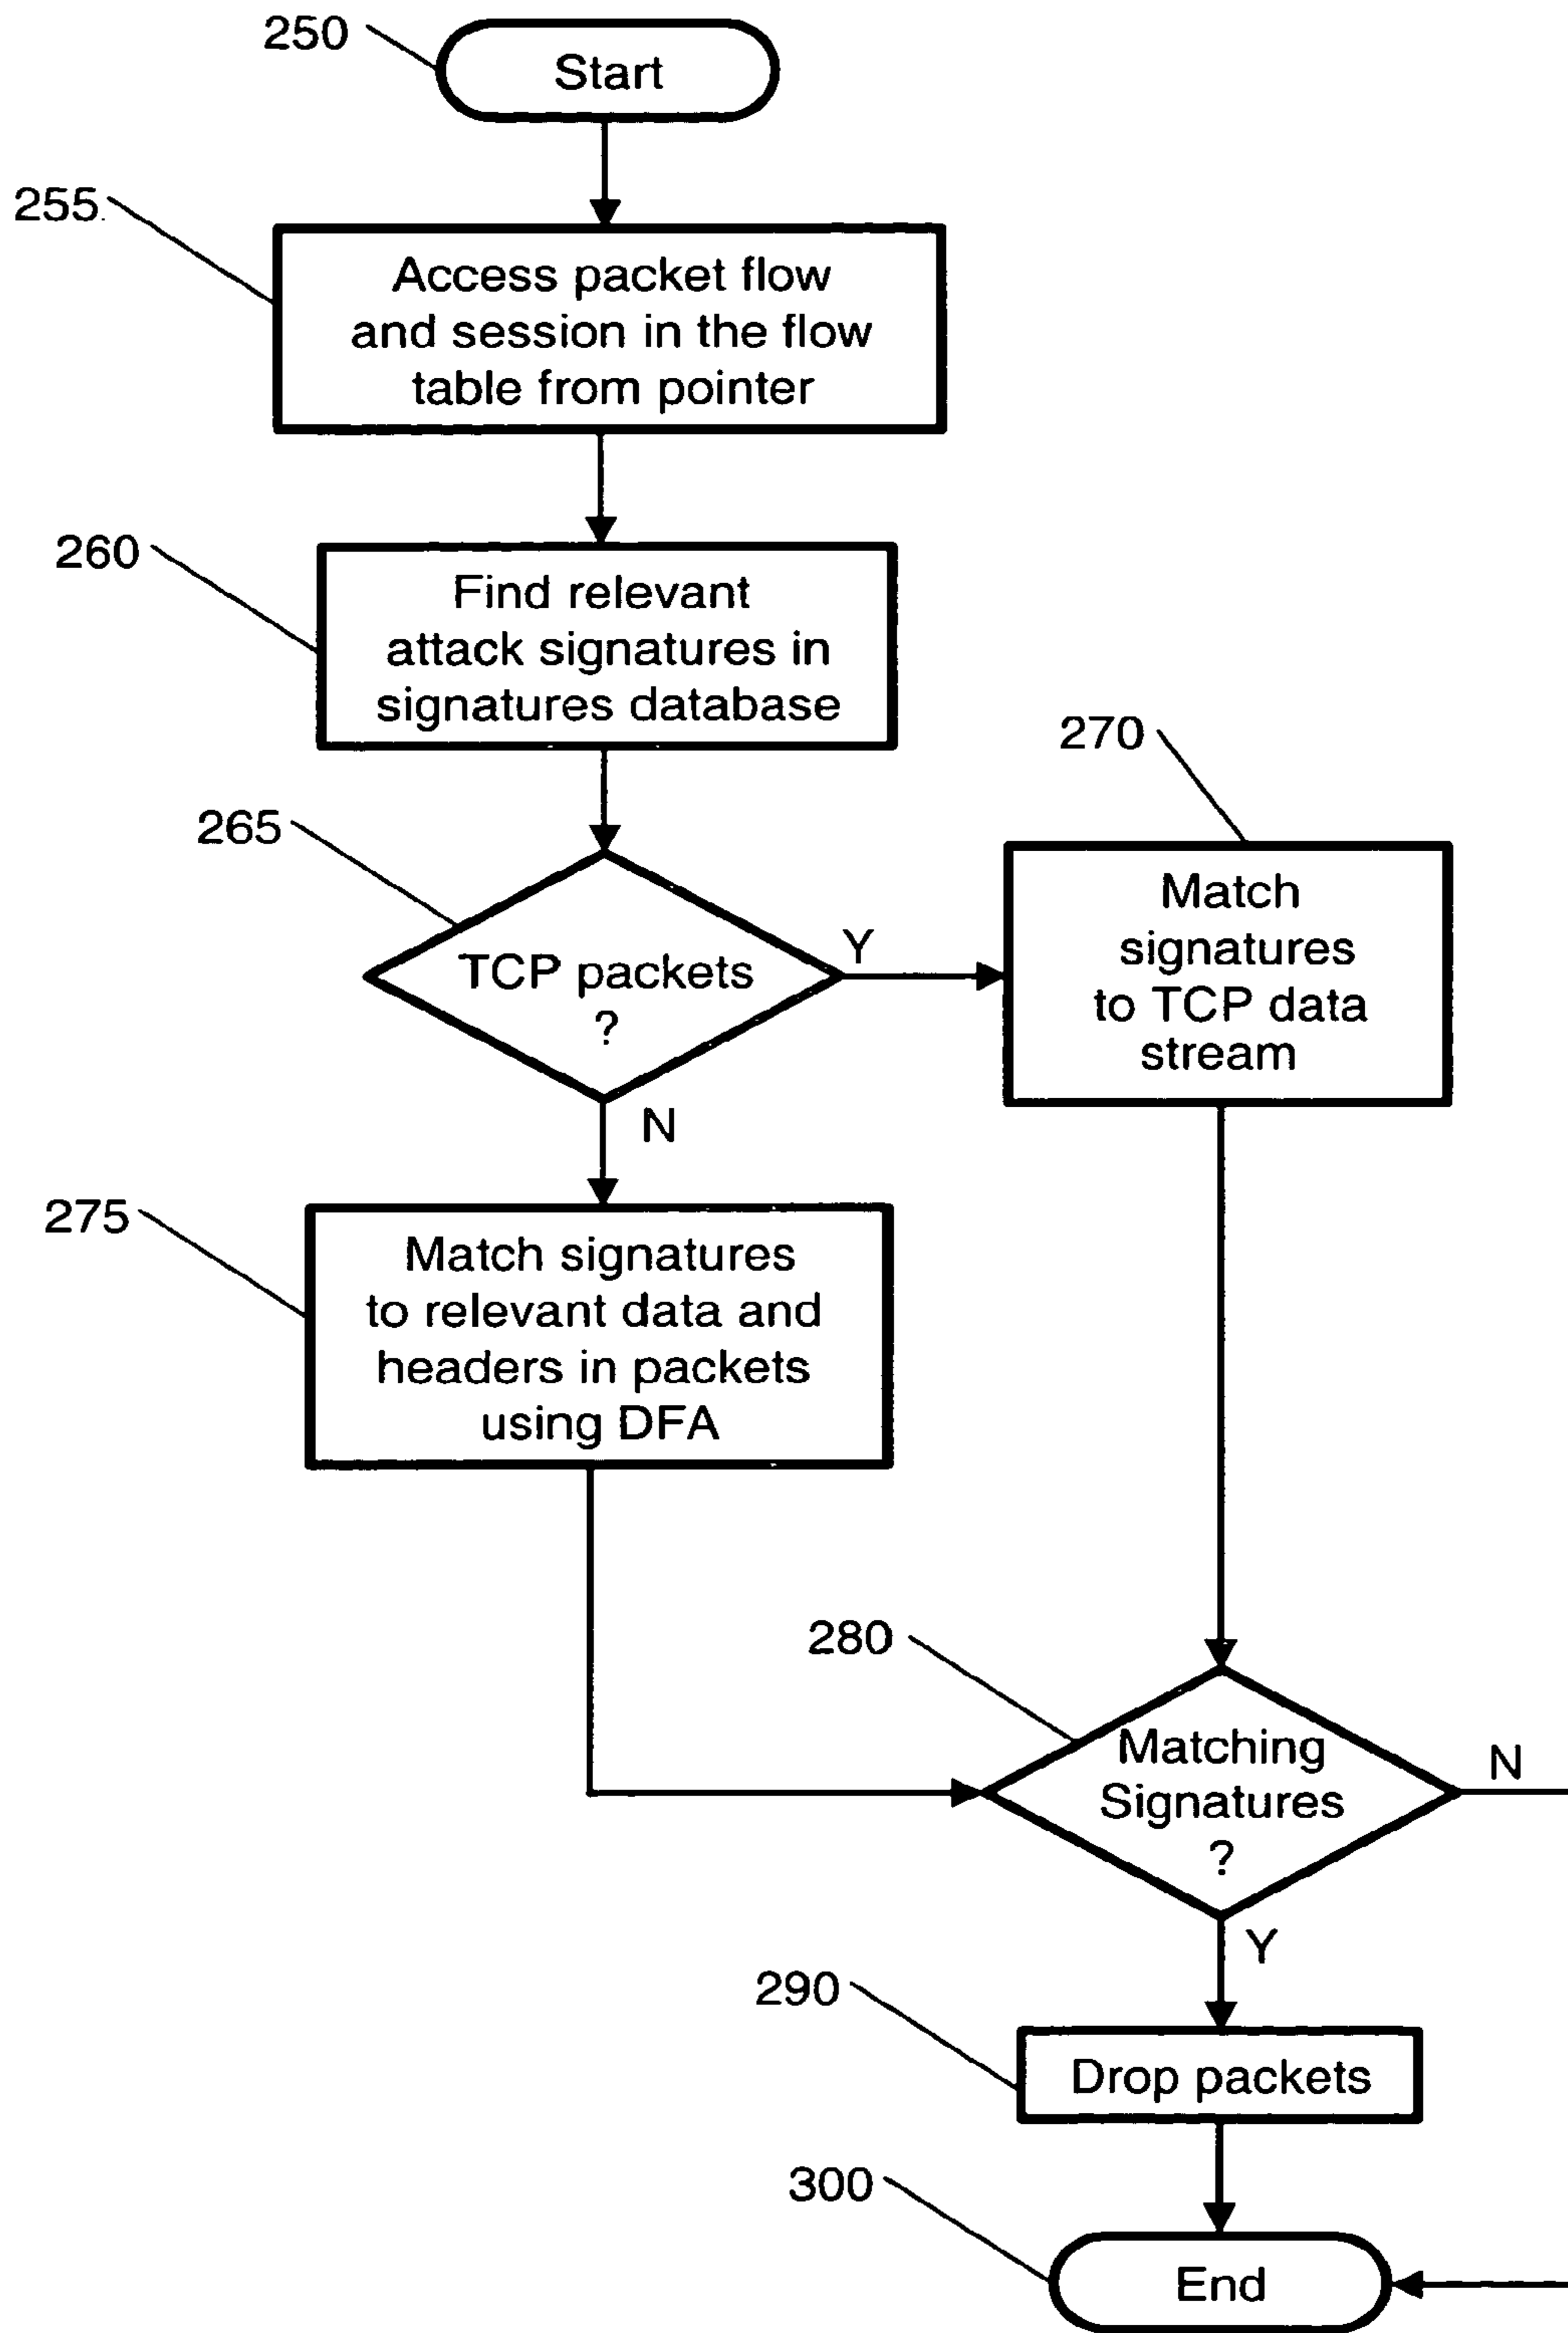 250
Start
255
Access packet flow
and session in the flow
table from pointer
260
Find relevant
attack signatures in
signatures database
265
TCP packets
?
Y
N
270
Match
signatures
to TCP data
stream
275
Match signatures
to relevant data and
headers in packets
using DFA
280
Matching
Signatures
?
N
Y
290
Drop packets
300
End